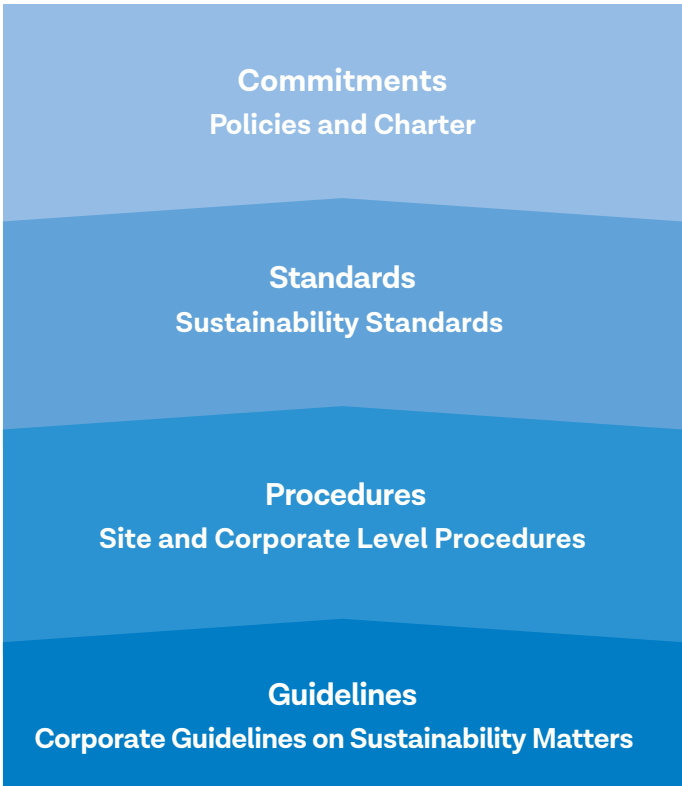 Commitments
Policies and Charter
Standards
Sustainability Standards
Procedures
Site and Corporate Level Procedures
Guidelines
Corporate Guidelines on Sustainability Matters